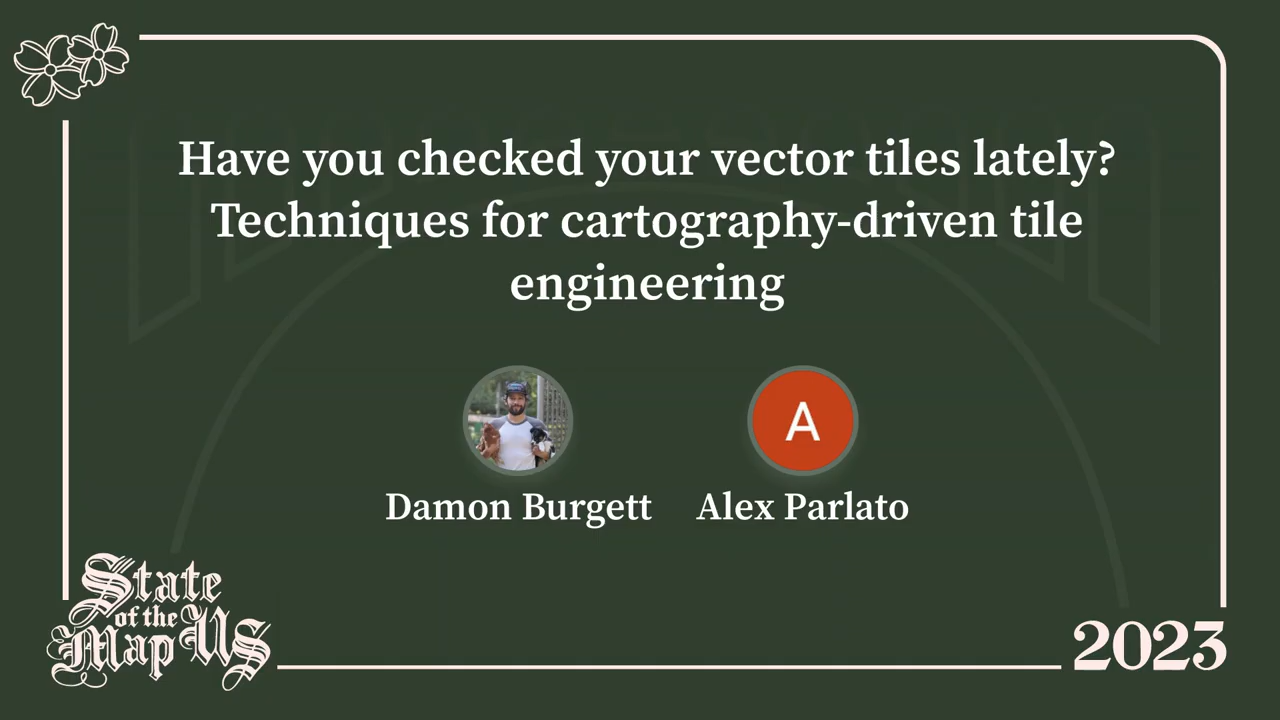 Have you checked your vector tiles lately?
Techniques for cartography-driven tile
engineering
A
Damon Burgett
Alex Parlato
State
of the
Map US
2023